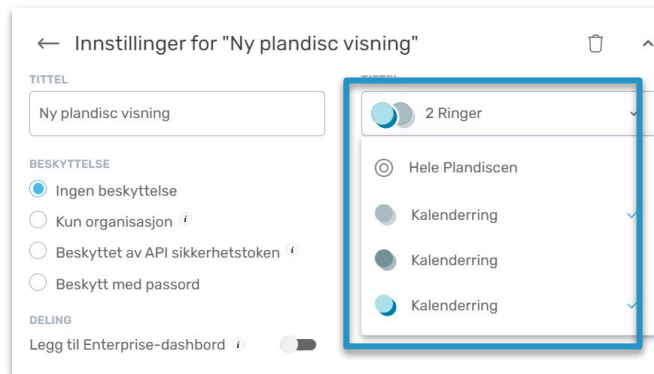 ← Innstillinger for "Ny plandisc visning"
TITTEL
Ny plandisc visning
BESKYTTELSE
Ingen beskyttelse
Kun organisasjon i
Beskyttet av API sikkerhetstoken i
Beskytt med passord
DELING
Legg til Enterprise-dashbord i
TITTEL
2 Ringer
Hele Plandiscen
Kalenderring
Kalenderring
Kalenderring